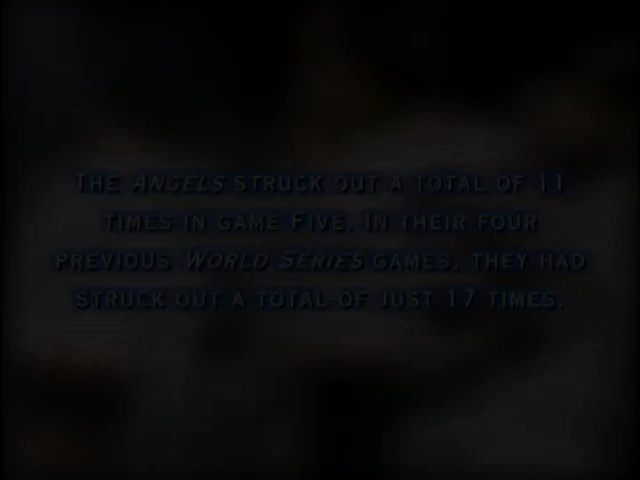 The Angels struck out a total of 11
times in game Five. In their four
previous World Series games, they had
struck out a total of just 17 times.